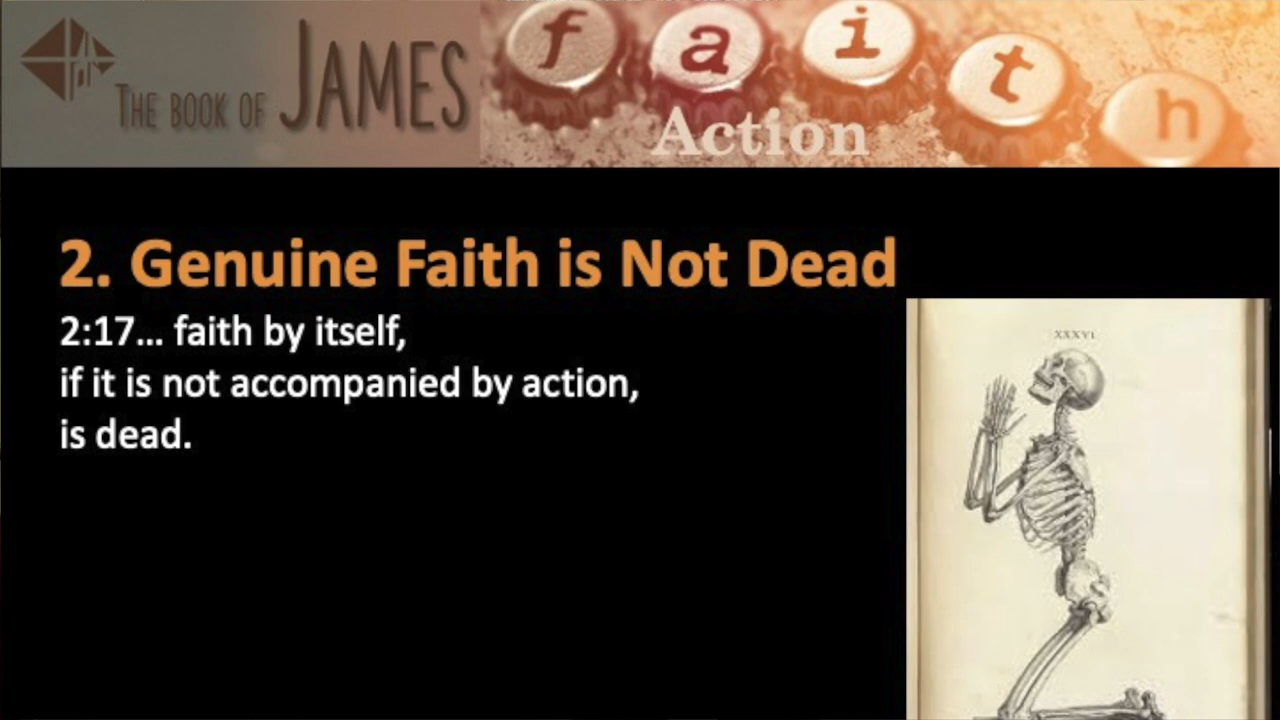 THE BOOK OF JAMES
faith
Action
2. Genuine Faith is Not Dead
2:17... faith by itself,
if it is not accompanied by action,
is dead.
XXXVI